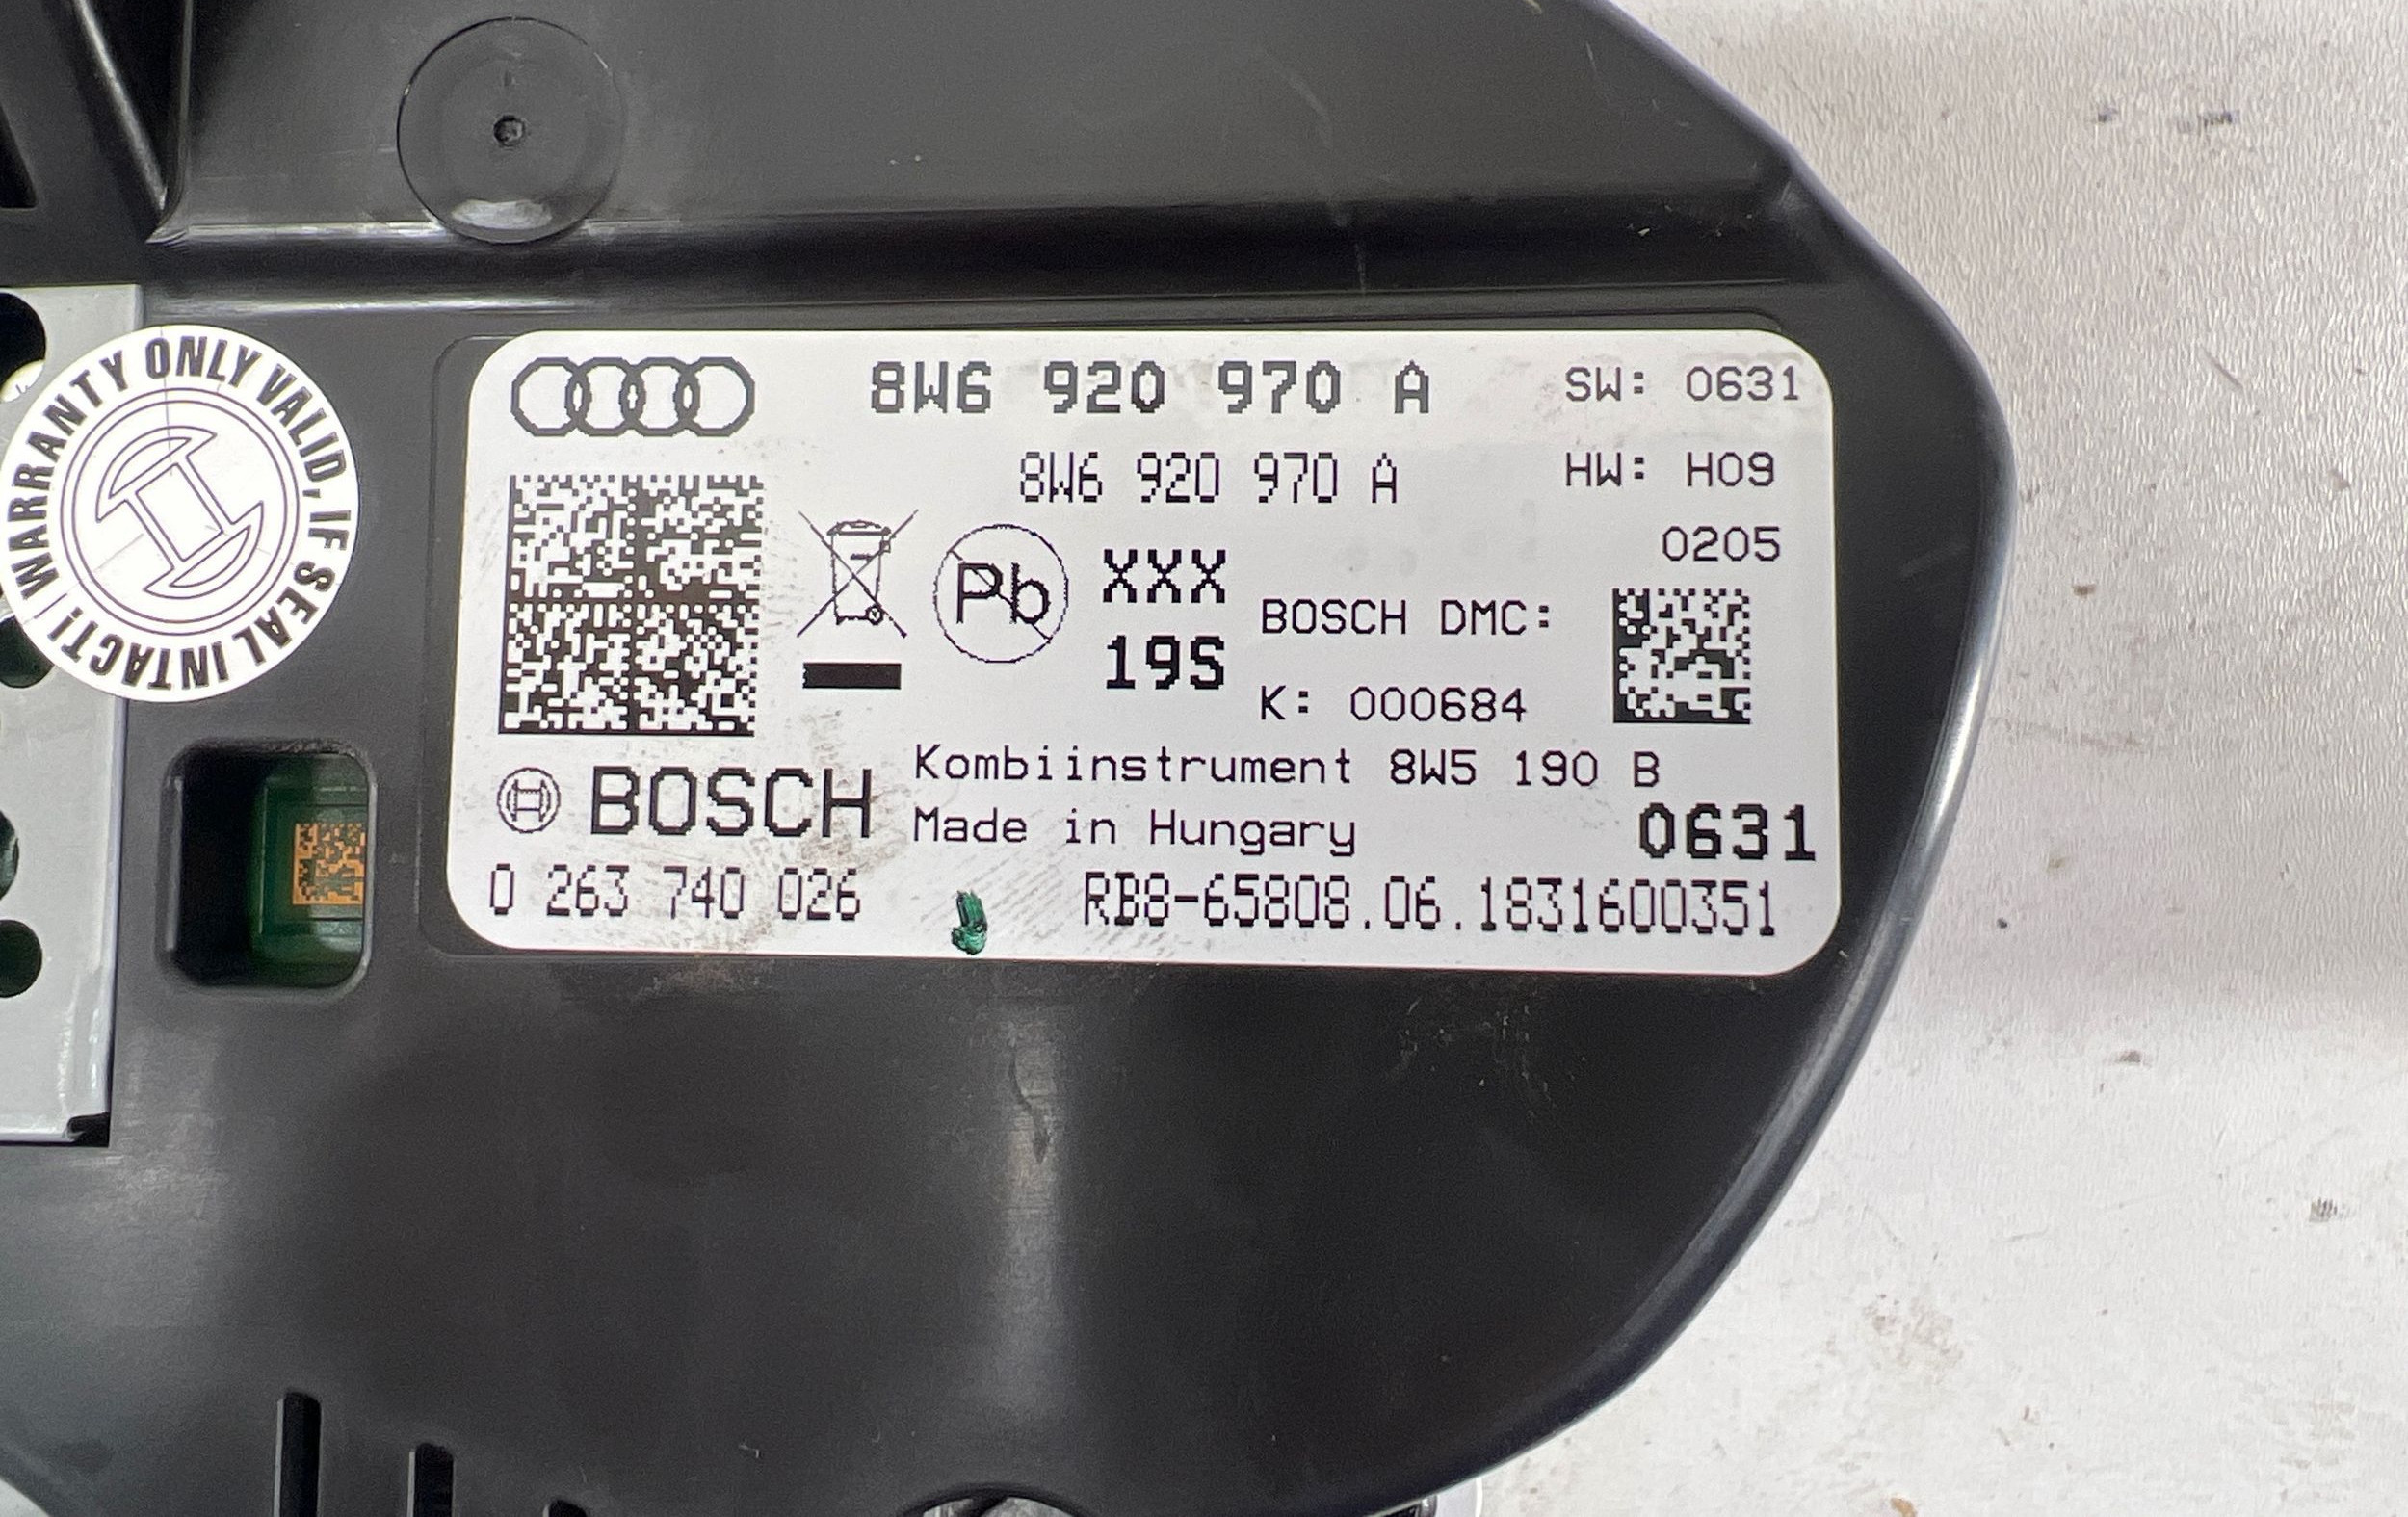 WARRANTY ONLY VALID, IF SEAL INTACT! |
8W6 920 970 A
SW: 0631
8W6 920 970 A
HW: H09
0205
Pb
XXX
19S
BOSCH DMC:
K: 000684
Kombiinstrument 8W5 190 B
BOSCH
Made in Hungary
0631
0 263 740 026
RB8-65808.06.1831600351